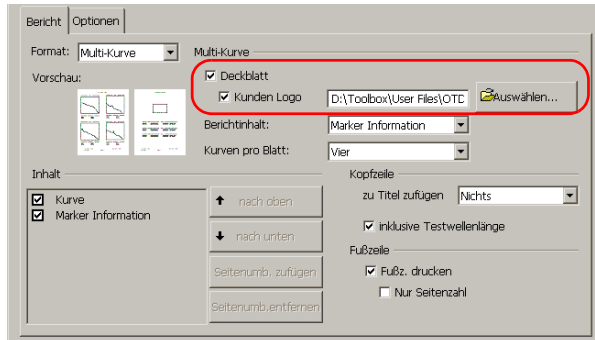 Bericht Optionen
Format: Multi-Kurve Multi-Kurve
Vorschau: Deckblatt
Kunden Logo D:\Toolbox\User Files\OTD Auswählen...
Berichtinhalt: Marker Information
Kurven pro Blatt: Vier
Inhalt Kopfzeile
Kurve nach oben zu Titel zufügen Nichts
Marker Information
nach unten inklusive Testwellenlänge
Fußzeile
Seitenumb. zufügen Fußz. drucken
Seitenumb.entfernen Nur Seitenzahl